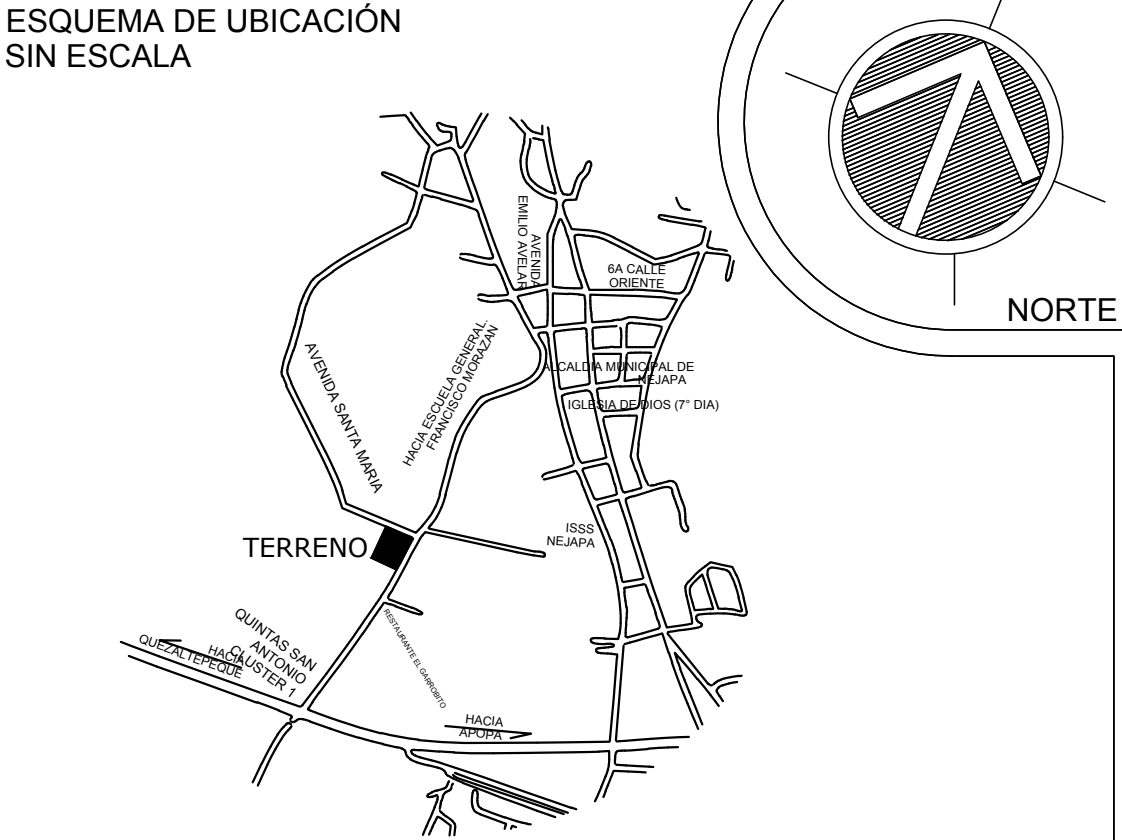 ESQUEMA DE UBICACIÓN
SIN ESCALA
NORTE
AVENIDA
EMILIO AVELAR
6A CALLE
ORIENTE
AVENIDA SANTA MARIA
HACIA ESCUELA GENERAL.
FRANCISCO MORAZAN
ALCALDIA MUNICIPAL DE
NEJAPA
IGLESIA DE DIOS (7° DIA)
ISSS
NEJAPA
TERRENO
QUINTAS SAN
ANTONIO
CLUSTER 1
HACIA
QUEZALTEPEQUE
RESTAURANTE EL GARROBITO
HACIA
APOPA